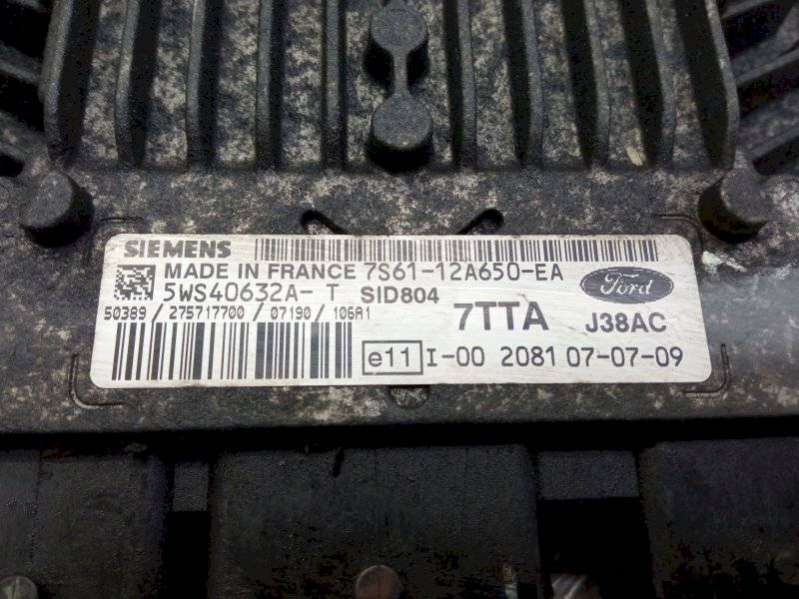 SIEMENS
MADE IN FRANCE 7S61-12A650-EA
5WS40632A- T SID804
Ford
50389 / 275717700 / 07190 / 106A1
7TTA J38AC
e11 I-00 2081 07-07-09